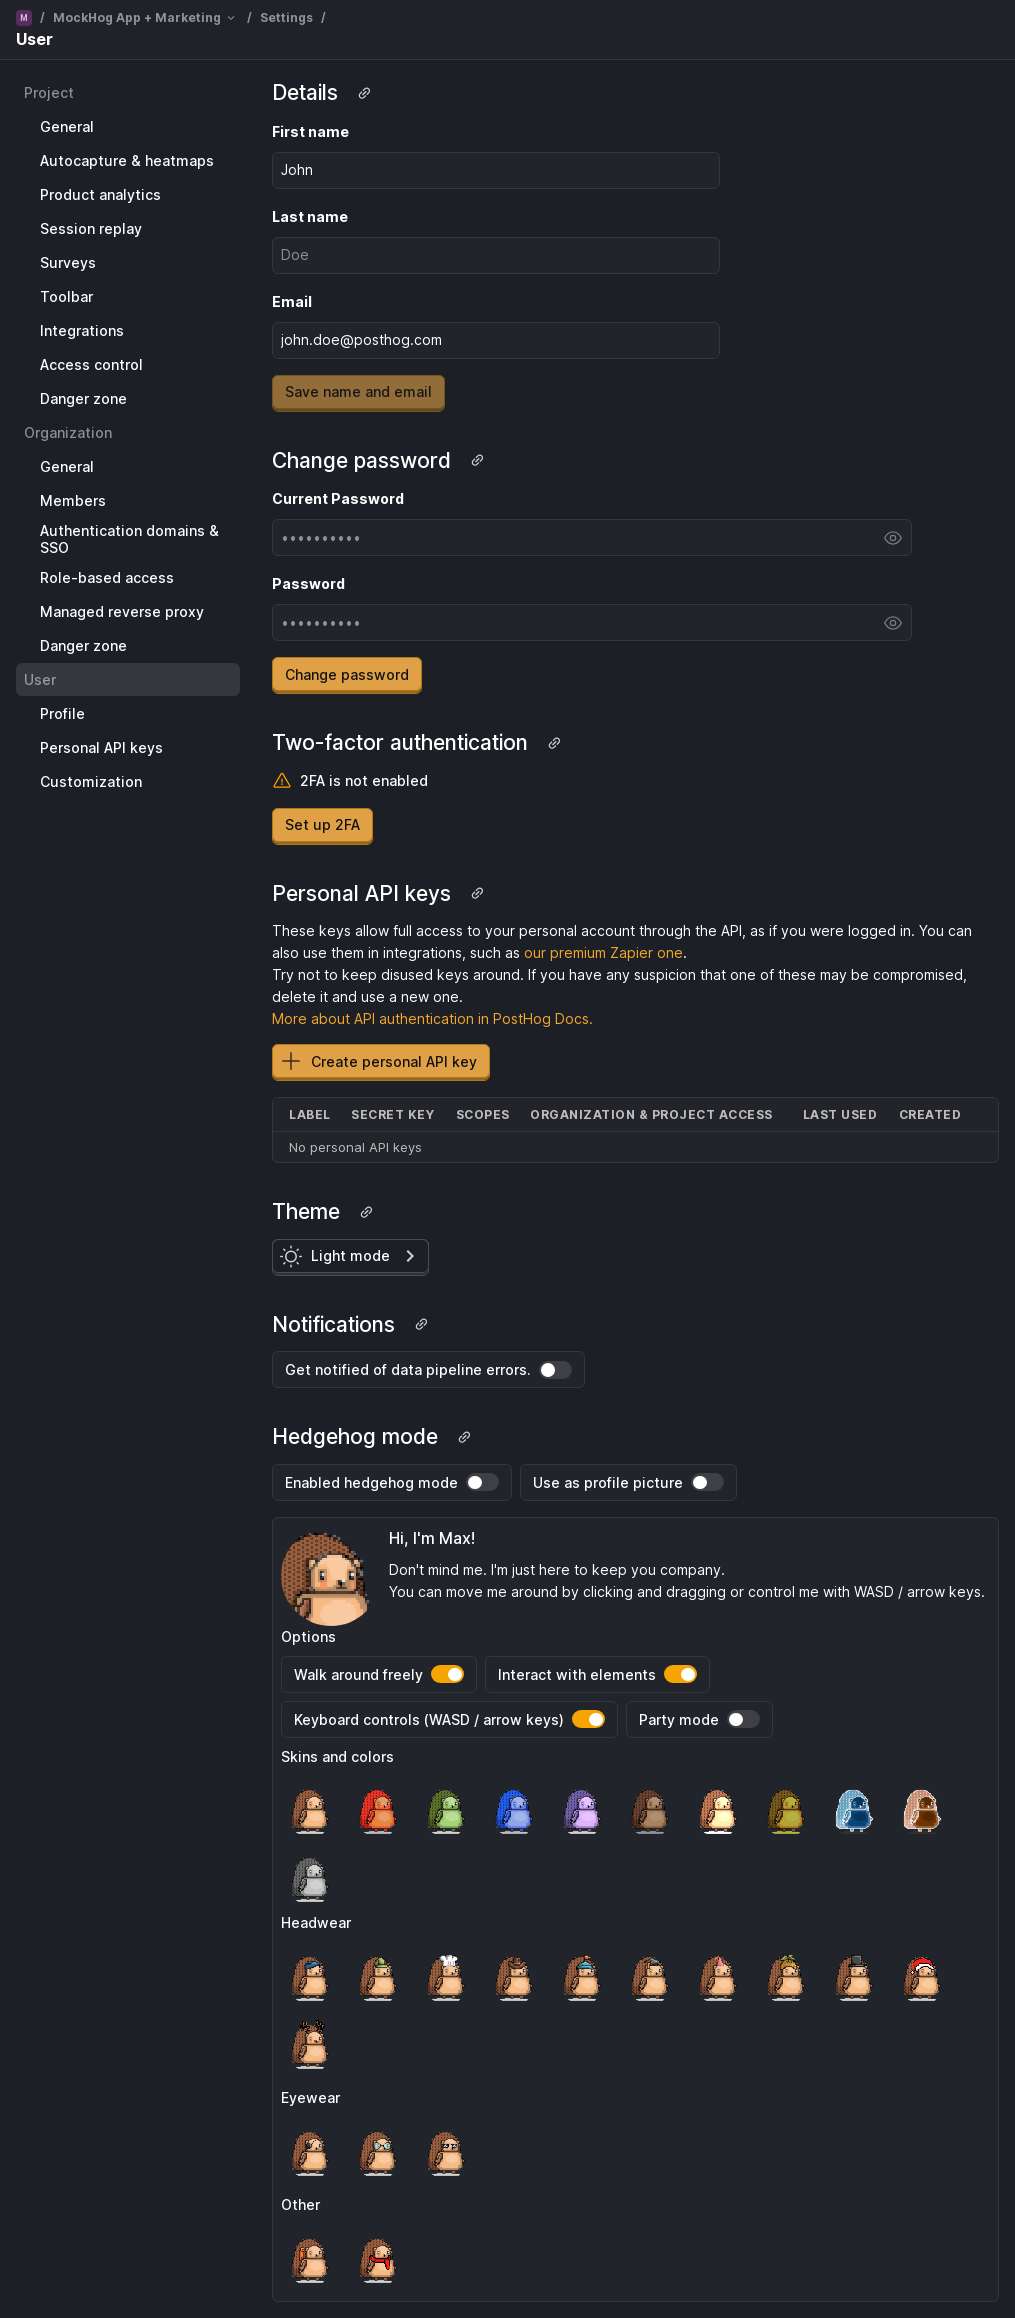 M / MockHog App + Marketing / Settings /
User
Project
General
Autocapture & heatmaps
Product analytics
Session replay
Surveys
Toolbar
Integrations
Access control
Danger zone
Organization
General
Members
Authentication domains &
SSO
Role-based access
Managed reverse proxy
Danger zone
User
Profile
Personal API keys
Customization
Details
First name
John
Last name
Doe
Email
john.doe@posthog.com
Save name and email
Change password
Current Password
••••••••••
Password
••••••••••
Change password
Two-factor authentication
2FA is not enabled
Set up 2FA
Personal API keys
These keys allow full access to your personal account through the API, as if you were logged in. You can
also use them in integrations, such as our premium Zapier one.
Try not to keep disused keys around. If you have any suspicion that one of these may be compromised,
delete it and use a new one.
More about API authentication in PostHog Docs.
Create personal API key
LABEL SECRET KEY SCOPES ORGANIZATION & PROJECT ACCESS LAST USED CREATED
No personal API keys
Theme
Light mode
Notifications
Get notified of data pipeline errors.
Hedgehog mode
Enabled hedgehog mode Use as profile picture
Hi, I'm Max!
Don't mind me. I'm just here to keep you company.
You can move me around by clicking and dragging or control me with WASD / arrow keys.
Options
Walk around freely Interact with elements
Keyboard controls (WASD / arrow keys) Party mode
Skins and colors
Headwear
Eyewear
Other